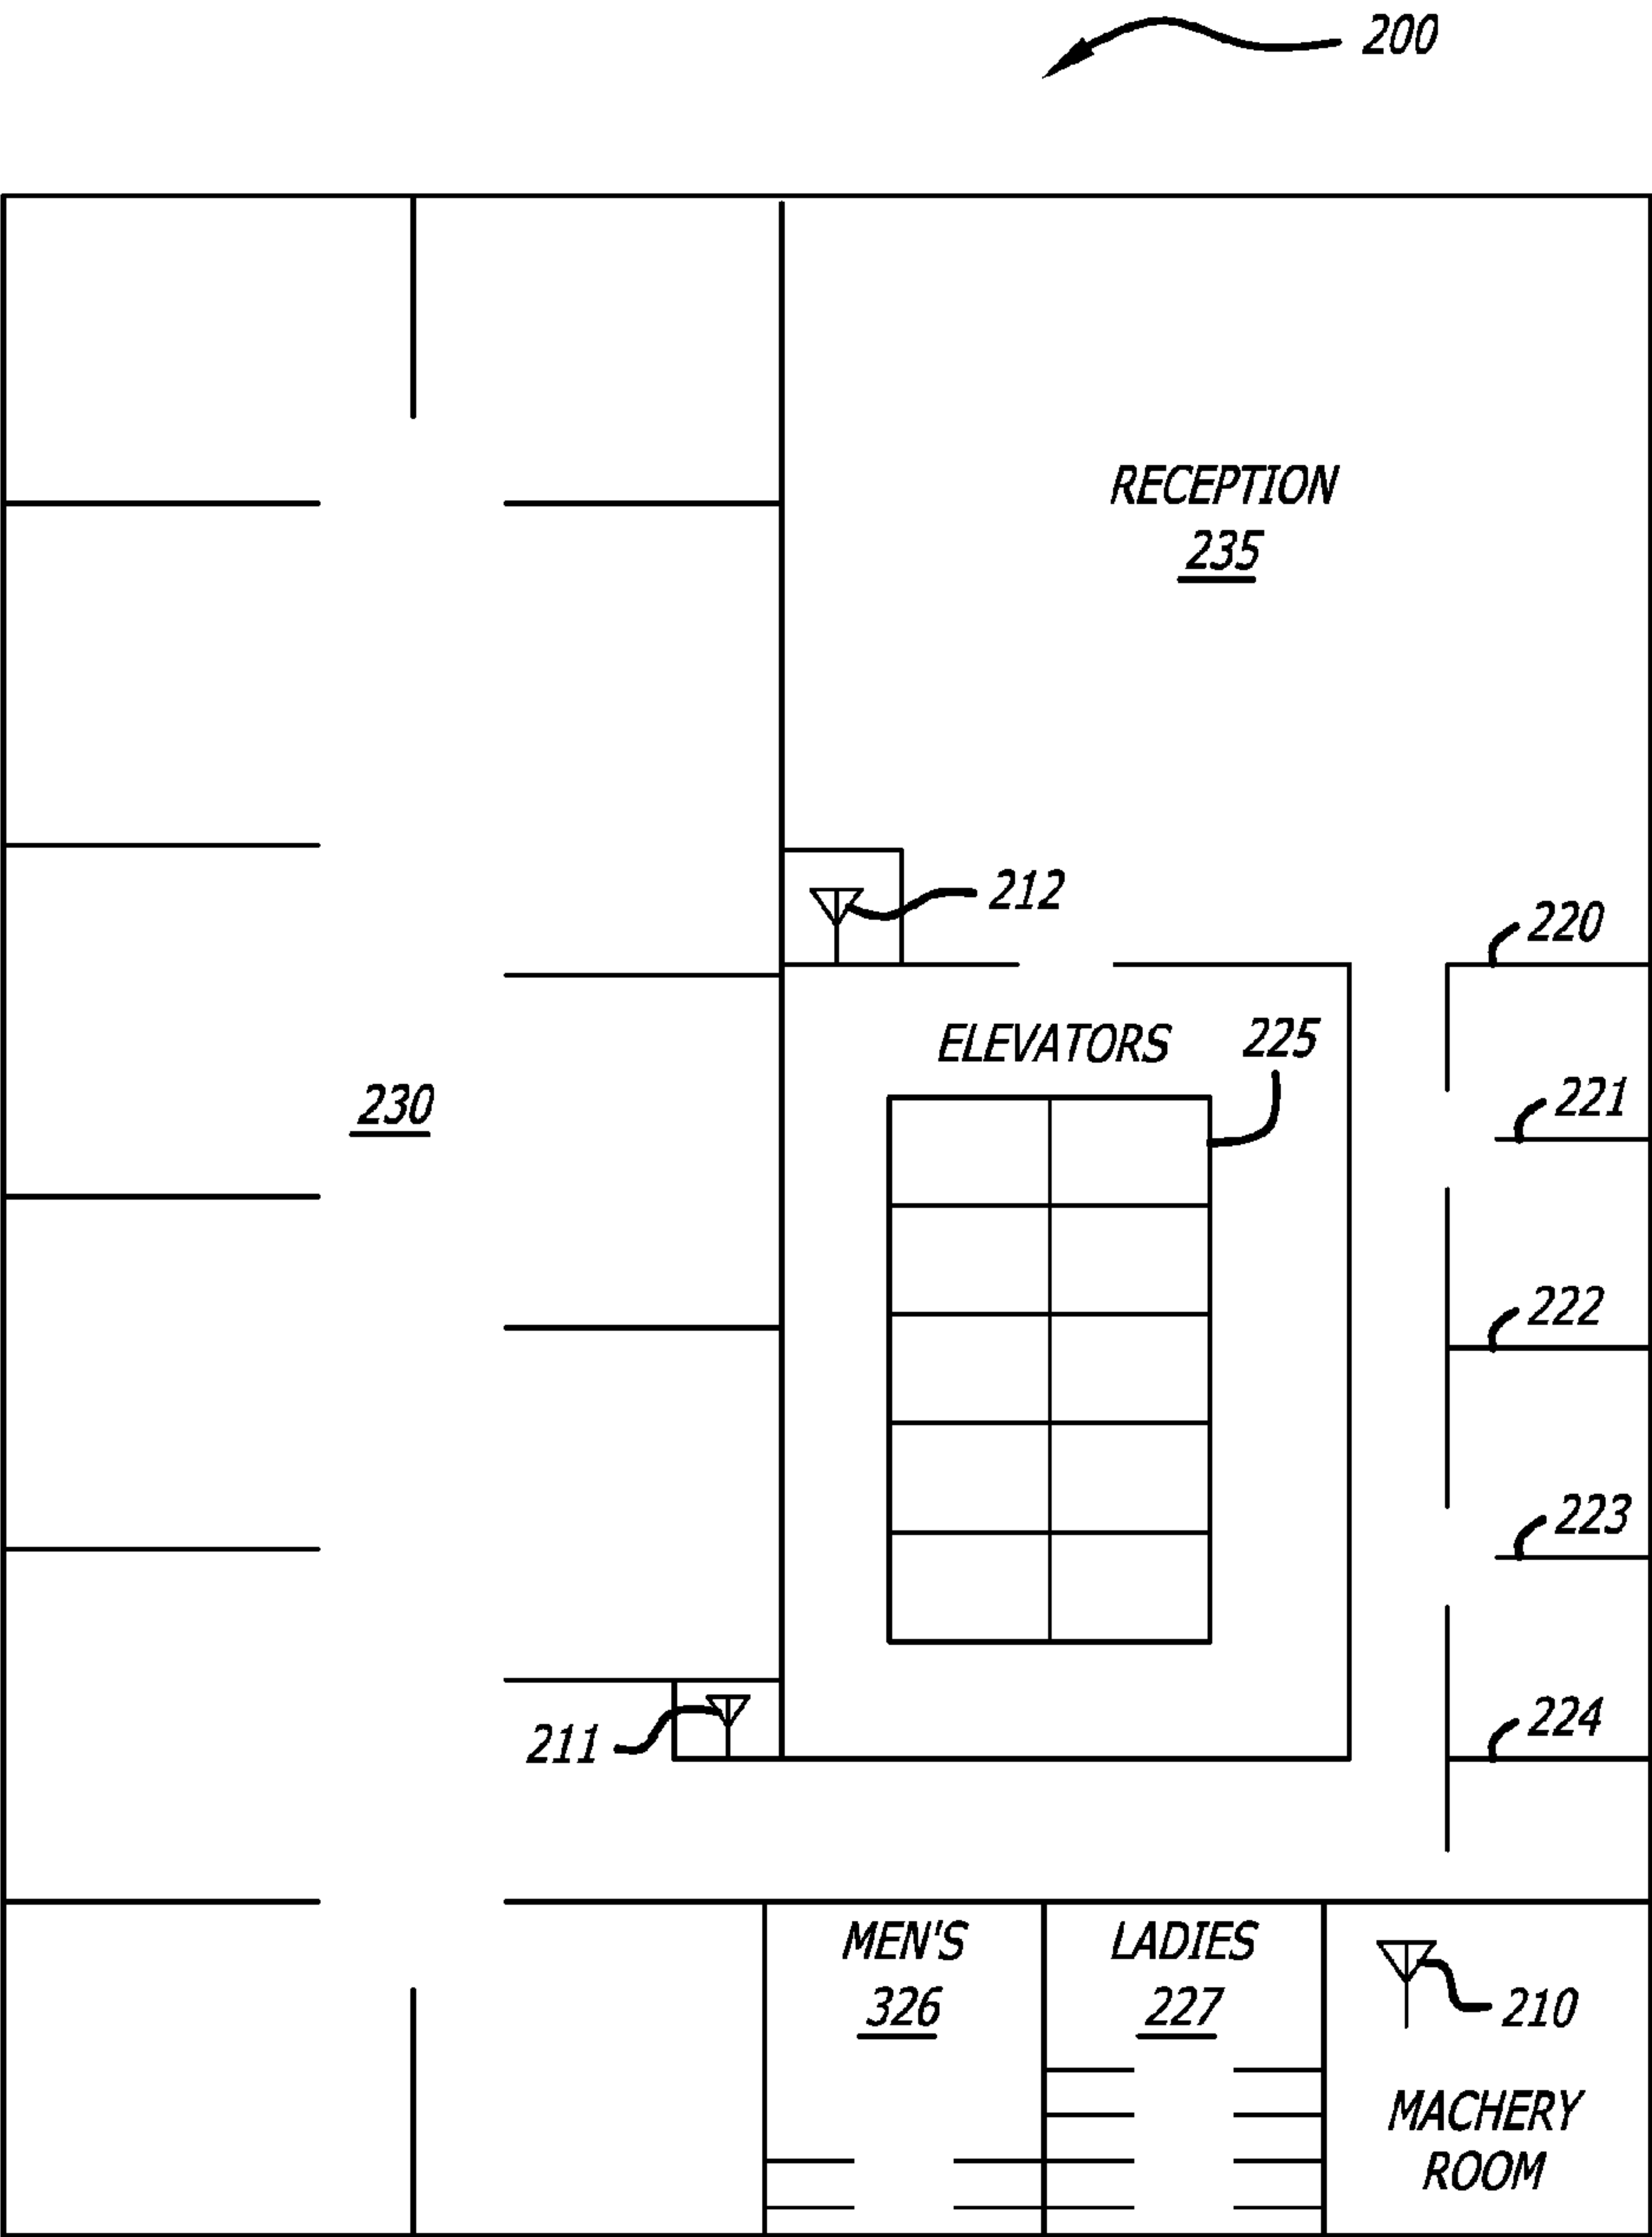 200
RECEPTION
235
212
220
ELEVATORS
225
221
230
222
223
224
211
MEN'S
LADIES
326
227
210
MACHERY
ROOM